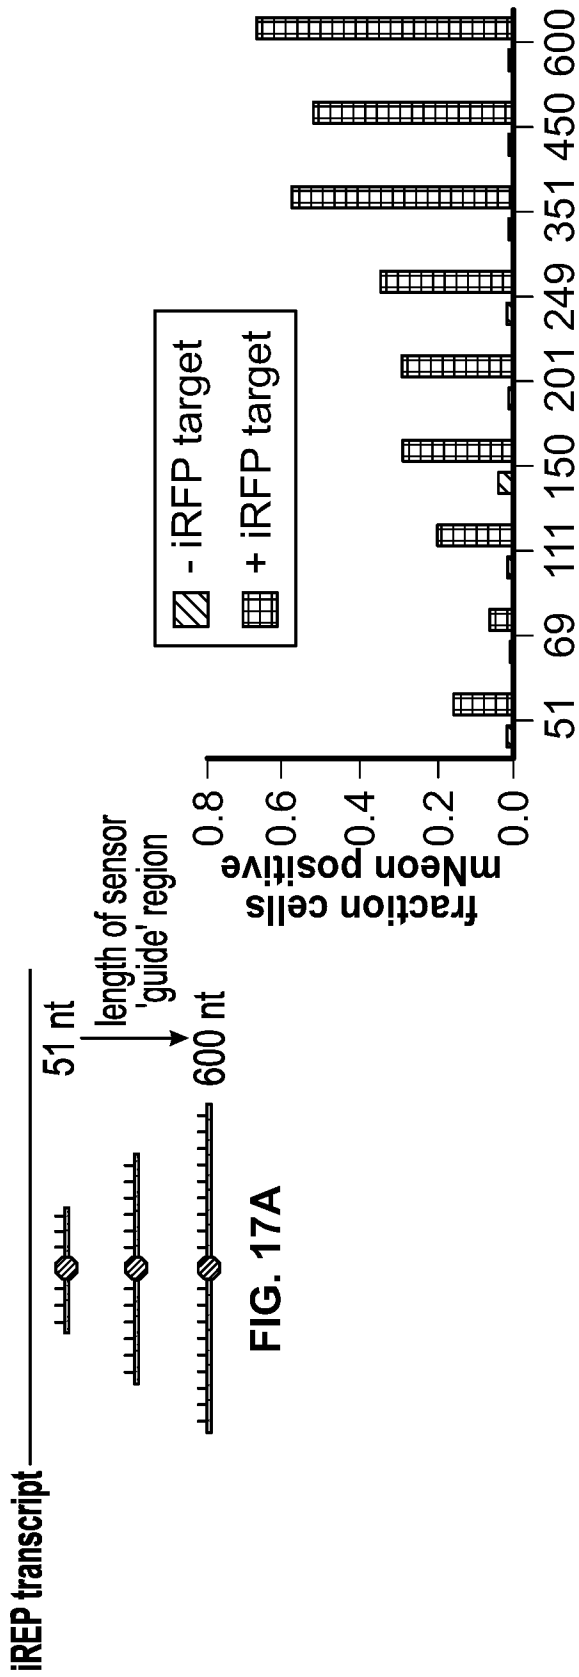 iREP transcript
51 nt
length of sensor
'guide' region
600 nt
FIG. 17A
fraction cells
mNeon positive
0.8
0.6
0.4
0.2
0.0
- iRFP target
+ iRFP target
51 69 111 150 201 249 351 450 600